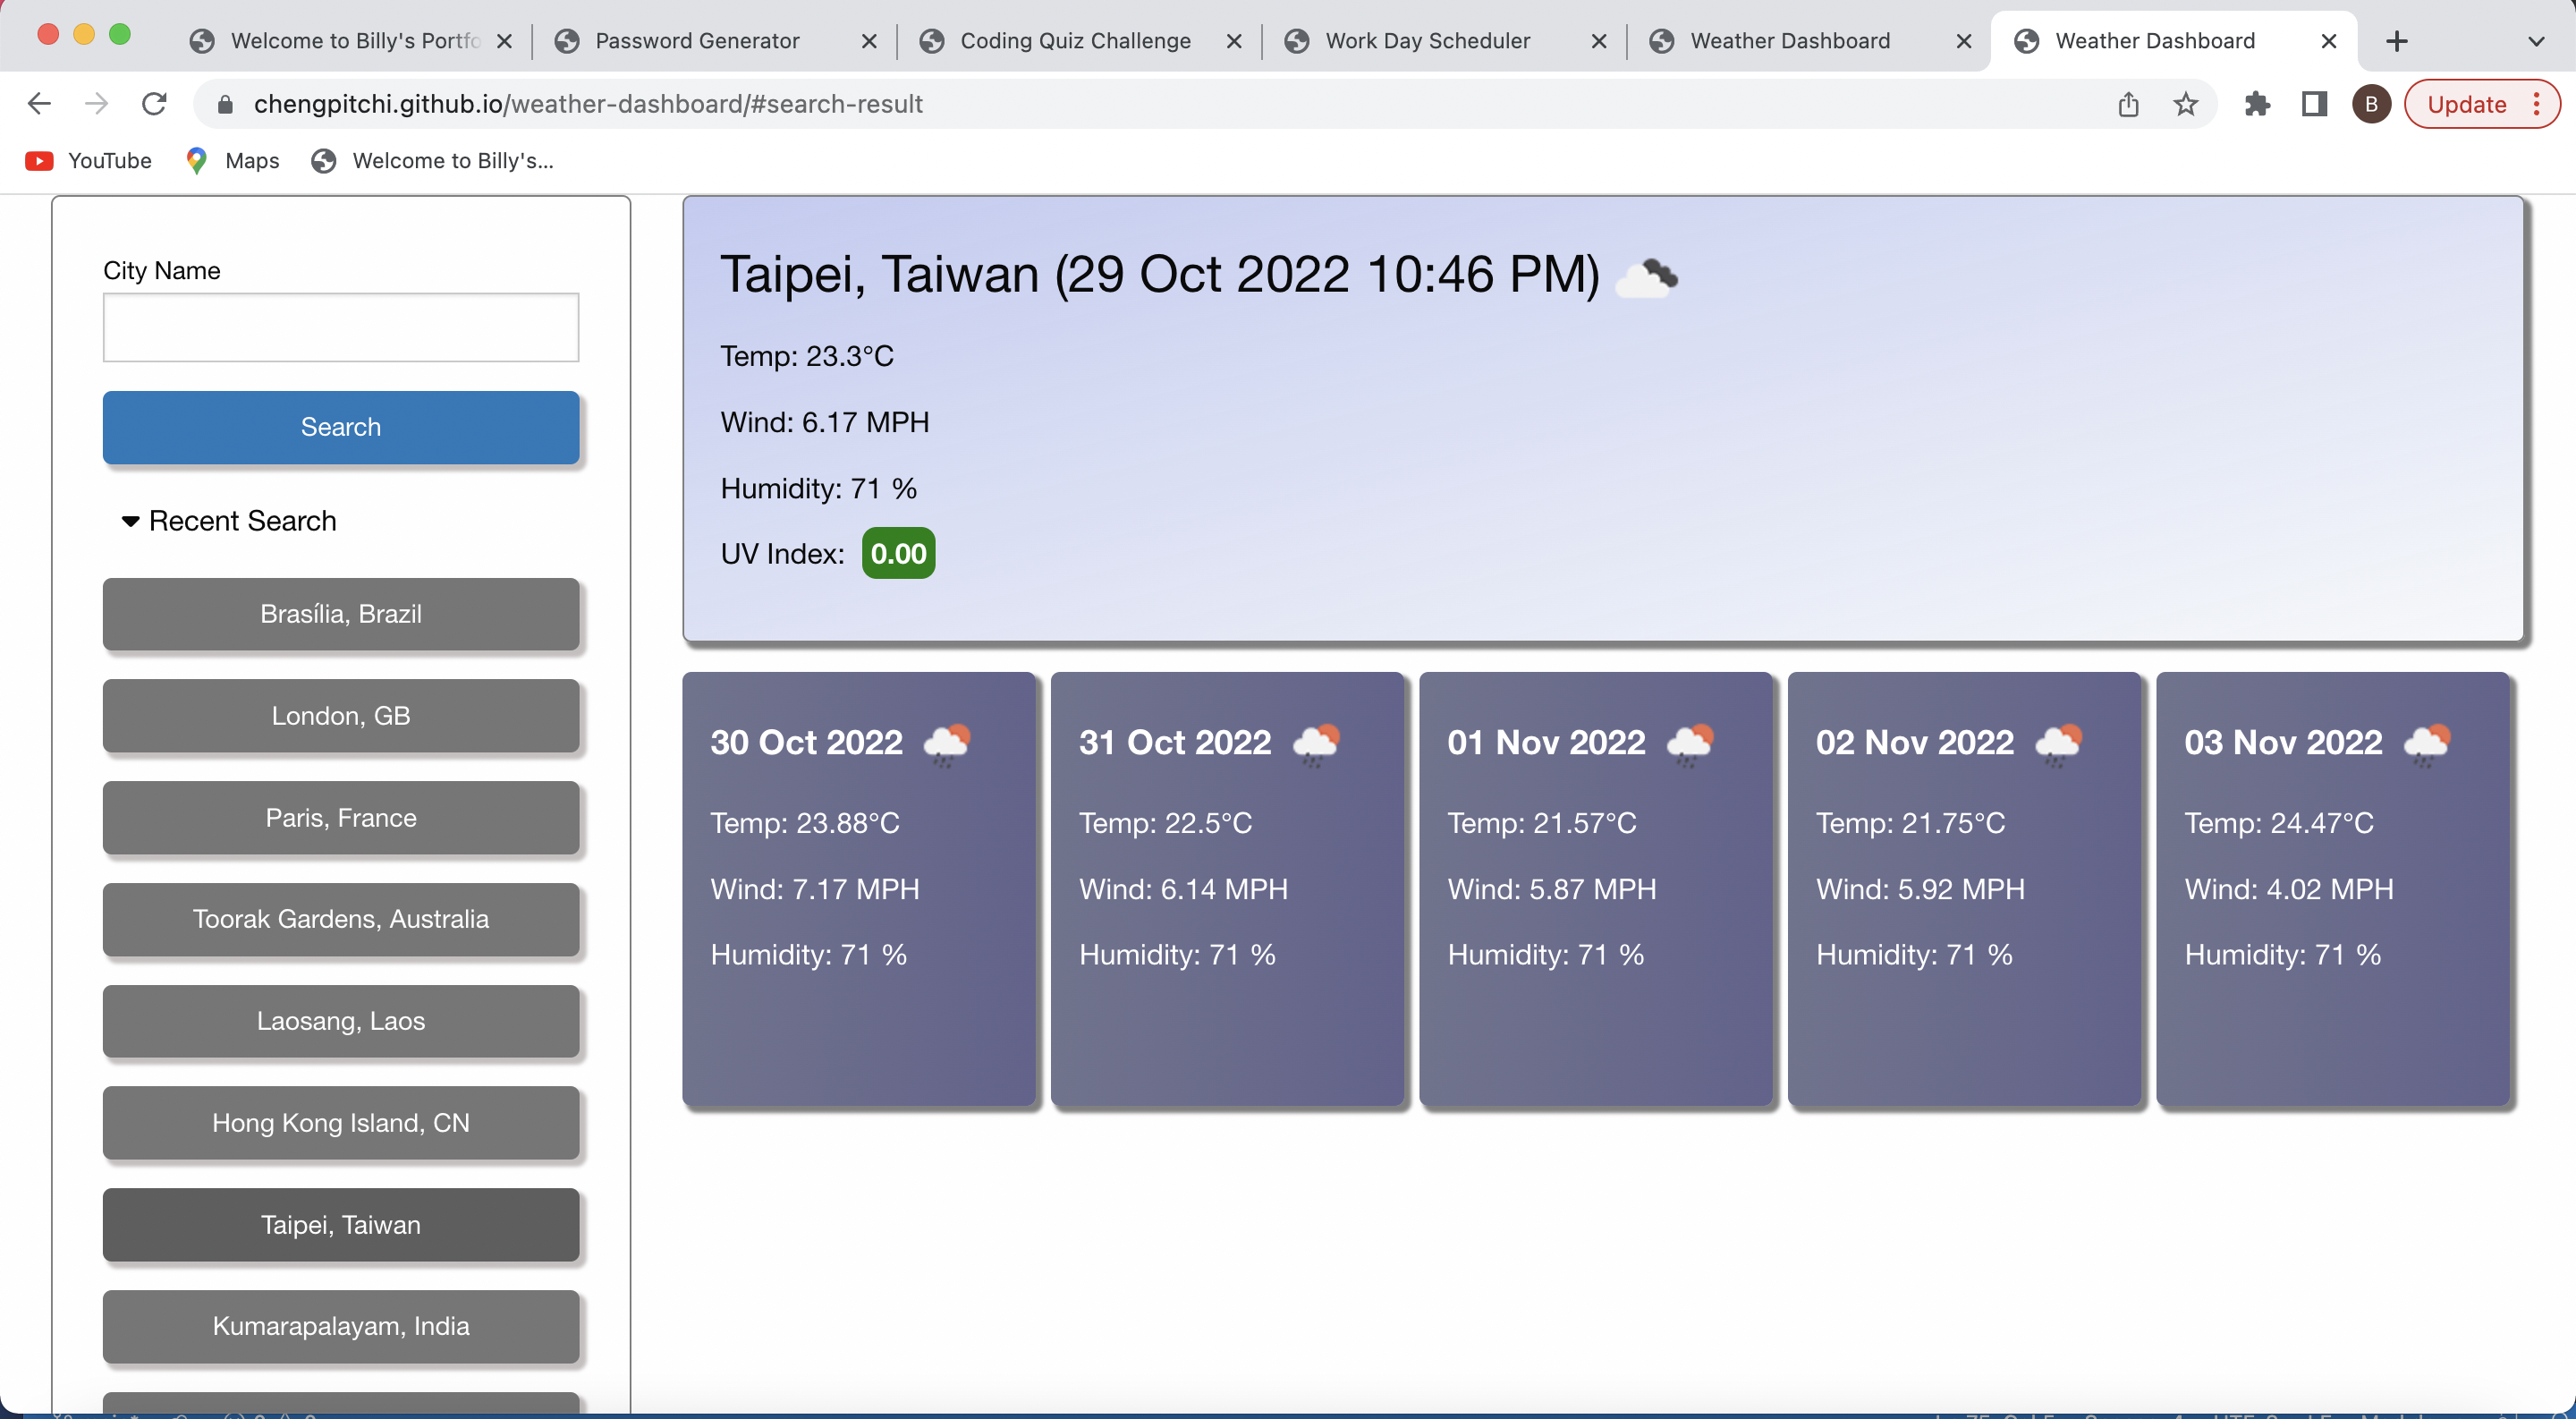 Welcome to Billy's Portfo
Password Generator
Coding Quiz Challenge
Work Day Scheduler
Weather Dashboard
Weather Dashboard
chengpitchi.github.io/weather-dashboard/#search-result
B
Update
YouTube
Maps
Welcome to Billy's...
City Name
Search
Recent Search
Brasília, Brazil
London, GB
Paris, France
Toorak Gardens, Australia
Laosang, Laos
Hong Kong Island, CN
Taipei, Taiwan
Kumarapalayam, India
Taipei, Taiwan (29 Oct 2022 10:46 PM)
Temp: 23.3°C
Wind: 6.17 MPH
Humidity: 71 %
UV Index: 0.00
30 Oct 2022
Temp: 23.88°C
Wind: 7.17 MPH
Humidity: 71 %
31 Oct 2022
Temp: 22.5°C
Wind: 6.14 MPH
Humidity: 71 %
01 Nov 2022
Temp: 21.57°C
Wind: 5.87 MPH
Humidity: 71 %
02 Nov 2022
Temp: 21.75°C
Wind: 5.92 MPH
Humidity: 71 %
03 Nov 2022
Temp: 24.47°C
Wind: 4.02 MPH
Humidity: 71 %